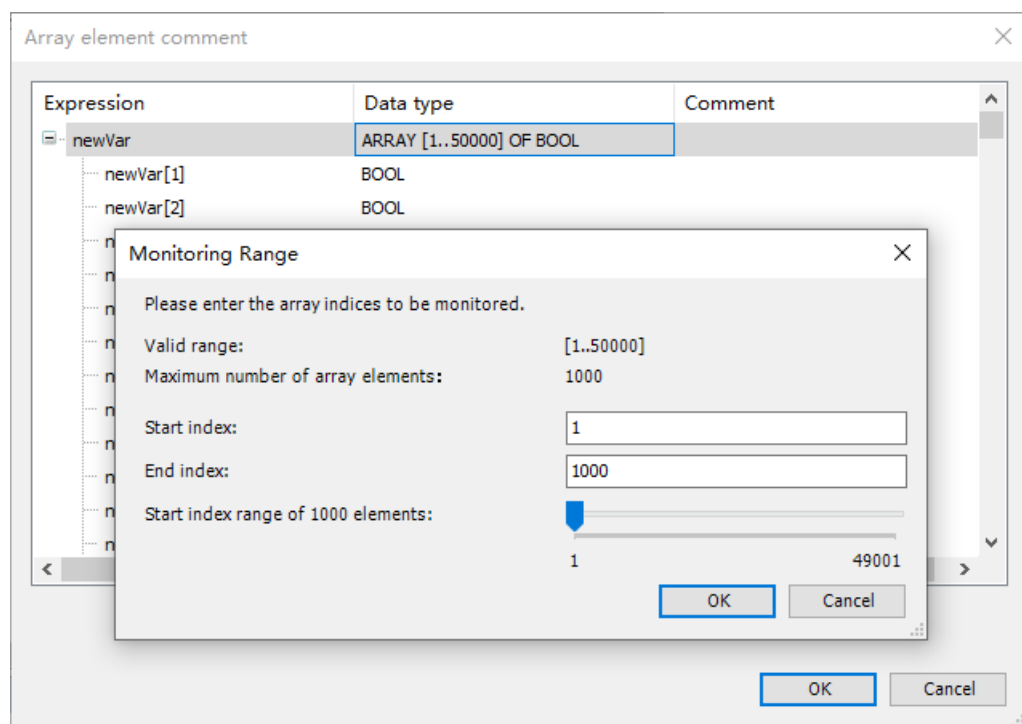 Array element comment
Expression Data type Comment
newVar ARRAY [1..50000] OF BOOL
newVar[1] BOOL
newVar[2] BOOL
Monitoring Range
Please enter the array indices to be monitored.
Valid range: [1..50000]
Maximum number of array elements: 1000
Start index: 1
End index: 1000
Start index range of 1000 elements:
1 49001
OK Cancel
OK Cancel